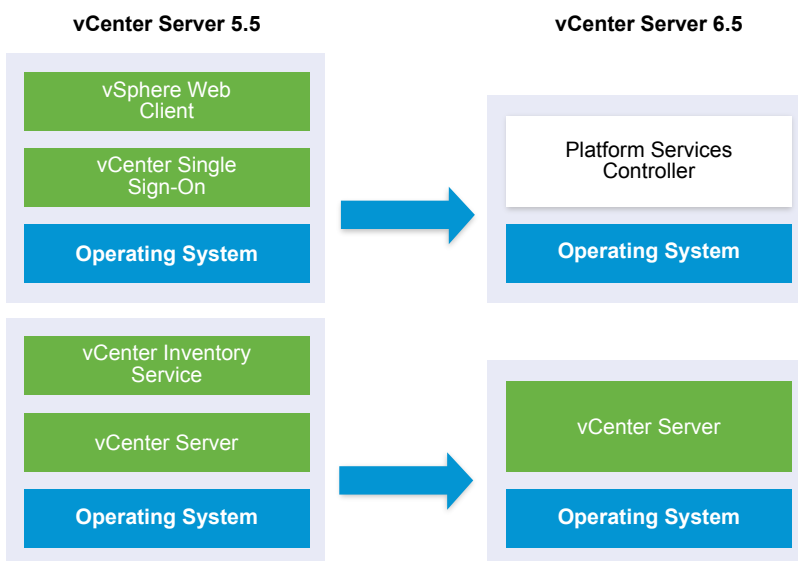 vCenter Server 5.5
vSphere Web
Client
vCenter Single
Sign-On
Operating System
vCenter Inventory
Service
vCenter Server
Operating System
vCenter Server 6.5
Platform Services
Controller
Operating System
vCenter Server
Operating System